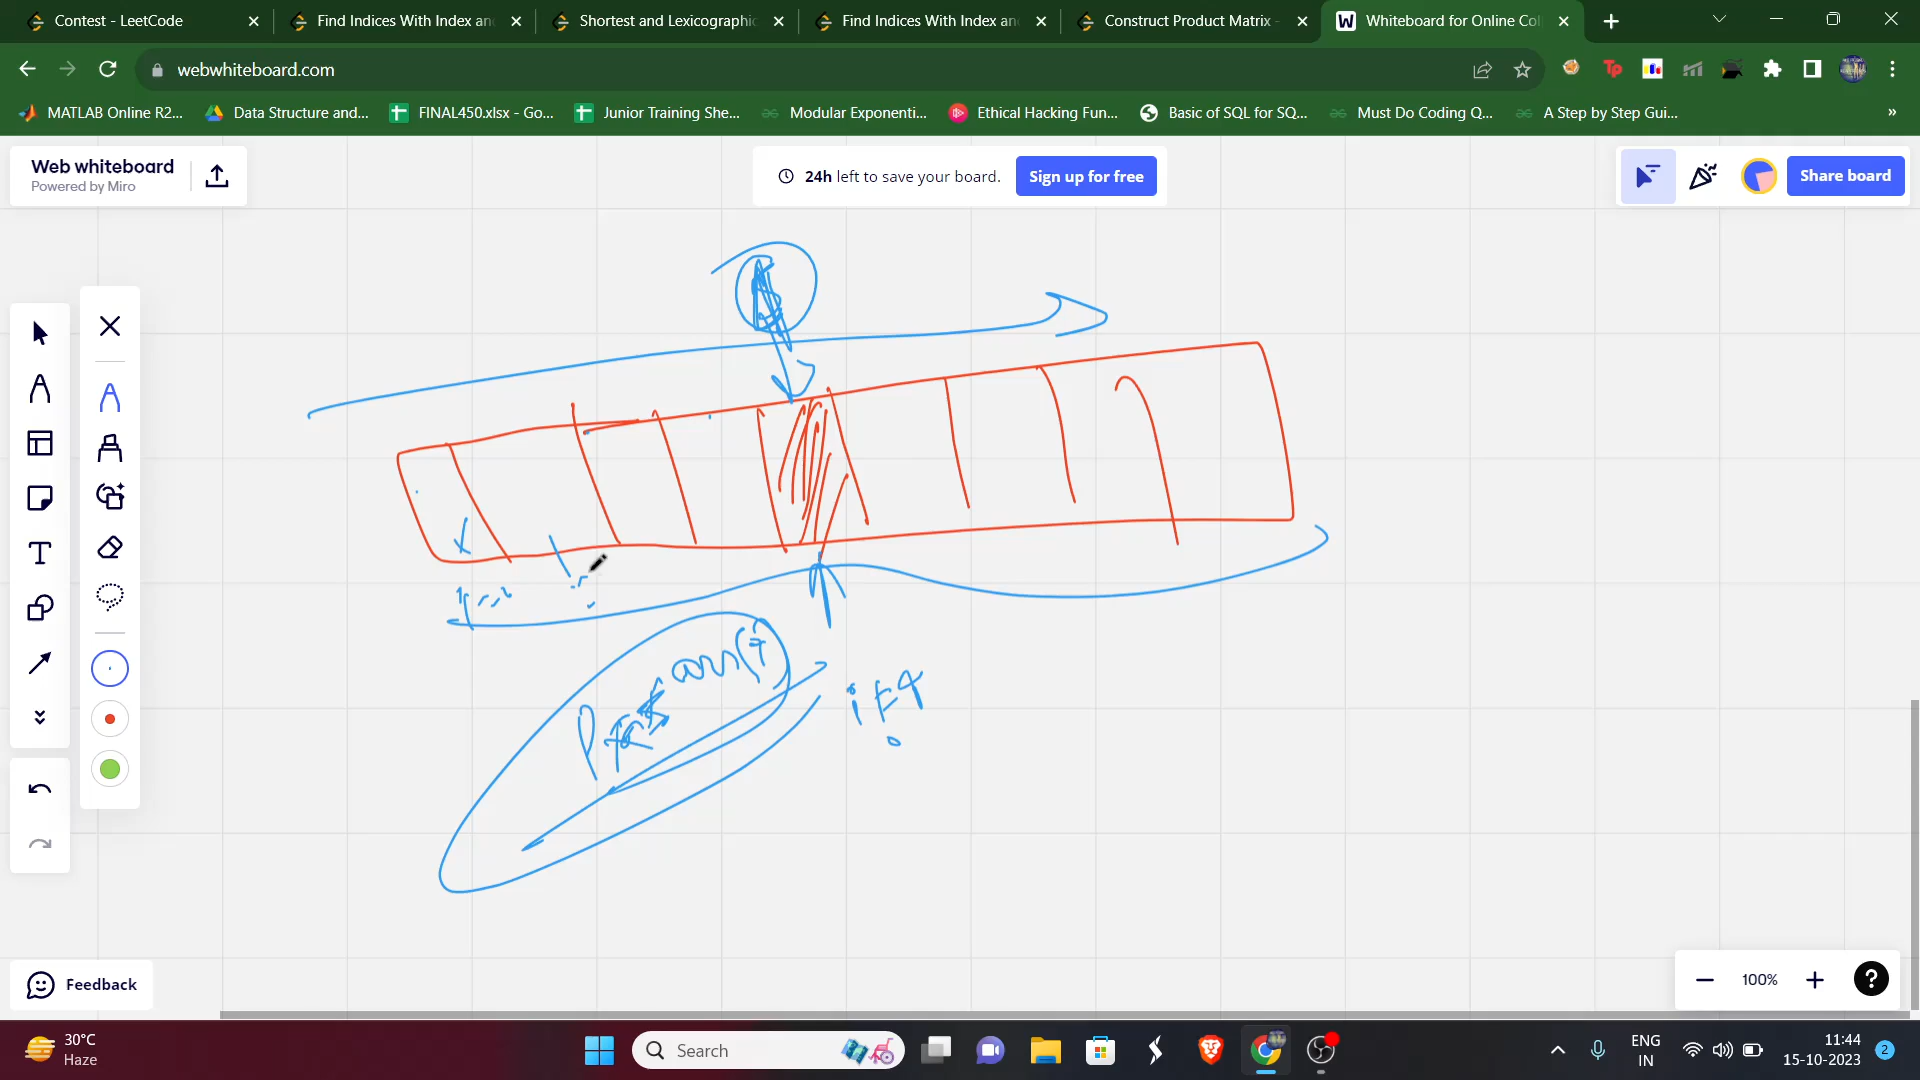 Contest - LeetCode
Find Indices With Index and
Shortest and Lexicographic
Find Indices With Index and
Construct Product Matrix -
Whiteboard for Online Col
webwhiteboard.com
MATLAB Online R2...
Data Structure and...
FINAL450.xlsx - Go...
Junior Training She...
Modular Exponenti...
Ethical Hacking Fun...
Basic of SQL for SQ...
Must Do Coding Q...
A Step by Step Gui...
»
Web whiteboard
Powered by Miro
24h left to save your board.
Sign up for free
Share board
T
Feedback
100%
?
30°C
Haze
Search
ENG
IN
11:44
15-10-2023
2